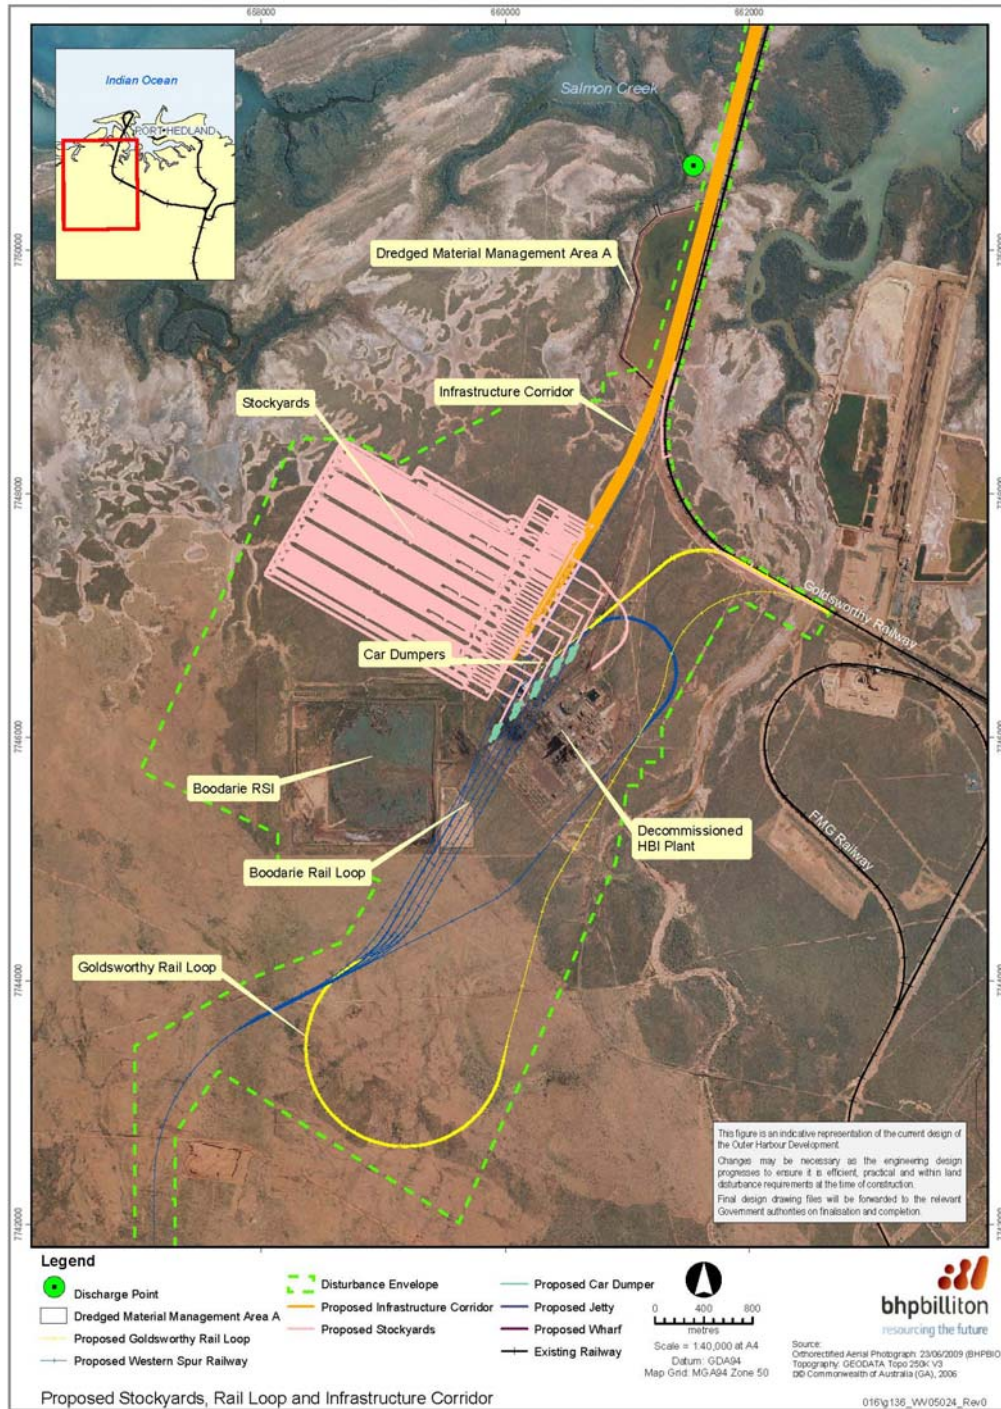 668000
660000
662000
Indian Ocean
PORT HEDLAND
Salmon Creek
7750000
Dredged Material Management Area A
Infrastructure Corridor
Stockyards
7748000
Goldsworthy Railway
Car Dumpers
7746000
Boodarie RSI
Decommissioned
HBI Plant
FMG Railway
Boodarie Rail Loop
Goldsworthy Rail Loop
7744000
7742000
This figure is an indicative representation of the current design of
the Outer Harbour Development.
Changes may be necessary as the engineering design
progresses to ensure it is efficient, practical and within land
disturbance requirements at the time of construction.
Final design drawing files will be forwarded to the relevant
Government authorities on finalisation and completion.
Legend
Discharge Point
Dredged Material Management Area A
Proposed Goldsworthy Rail Loop
Proposed Western Spur Railway
Disturbance Envelope
Proposed Infrastructure Corridor
Proposed Stockyards
Proposed Car Dumper
Proposed Jetty
Proposed Wharf
Existing Railway
0 400 800
metres
Scale = 1:40,000 at A4
Datum: GDA94
Map Grid: MGA94 Zone 50
bhpbilliton
resourcing the future
Source:
Orthorectified Aerial Photograph: 23/06/2009 (BHPBIO
Topography: GEODATA Topo 250K V3
Commonwealth of Australia (GA), 2006
Proposed Stockyards, Rail Loop and Infrastructure Corridor